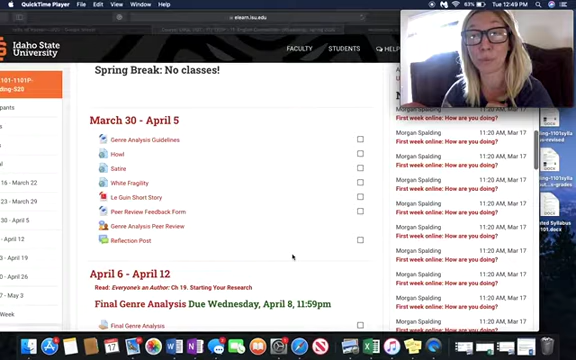 QuickTime Player File Edit View Window Help
63% Tue 12:49 PM
elearn.isu.edu
Idaho State
University
FACULTY STUDENTS HELP
Spring Break: No classes!
March 30 - April 5
Genre Analysis Guidelines
Howl
Satire
White Fragility
Le Guin Short Story
Peer Review Feedback Form
Genre Analysis Peer Review
Reflection Post
April 6 - April 12
Read: Everyone's an Author: Ch 19. Starting Your Research
Final Genre Analysis Due Wednesday, April 8, 11:59pm
Final Genre Analysis
16 - March 22
23 - March 29
30 - April 5
- April 12
3 - April 19
0 - April 26
7 - May 3
Week
Morgan Spalding 11:20 AM, Mar 17
First week online: How are you doing?
Morgan Spalding 11:20 AM, Mar 17
First week online: How are you doing?
Morgan Spalding 11:20 AM, Mar 17
First week online: How are you doing?
Morgan Spalding 11:20 AM, Mar 17
First week online: How are you doing?
Morgan Spalding 11:20 AM, Mar 17
First week online: How are you doing?
Morgan Spalding 11:20 AM, Mar 17
First week online: How are you doing?
Morgan Spalding 11:20 AM, Mar 17
First week online: How are you doing?
Morgan Spalding 11:20 AM, Mar 17
First week online: How are you doing?
Morgan Spalding 11:20 AM, Mar 17
First week online: How are you doing?